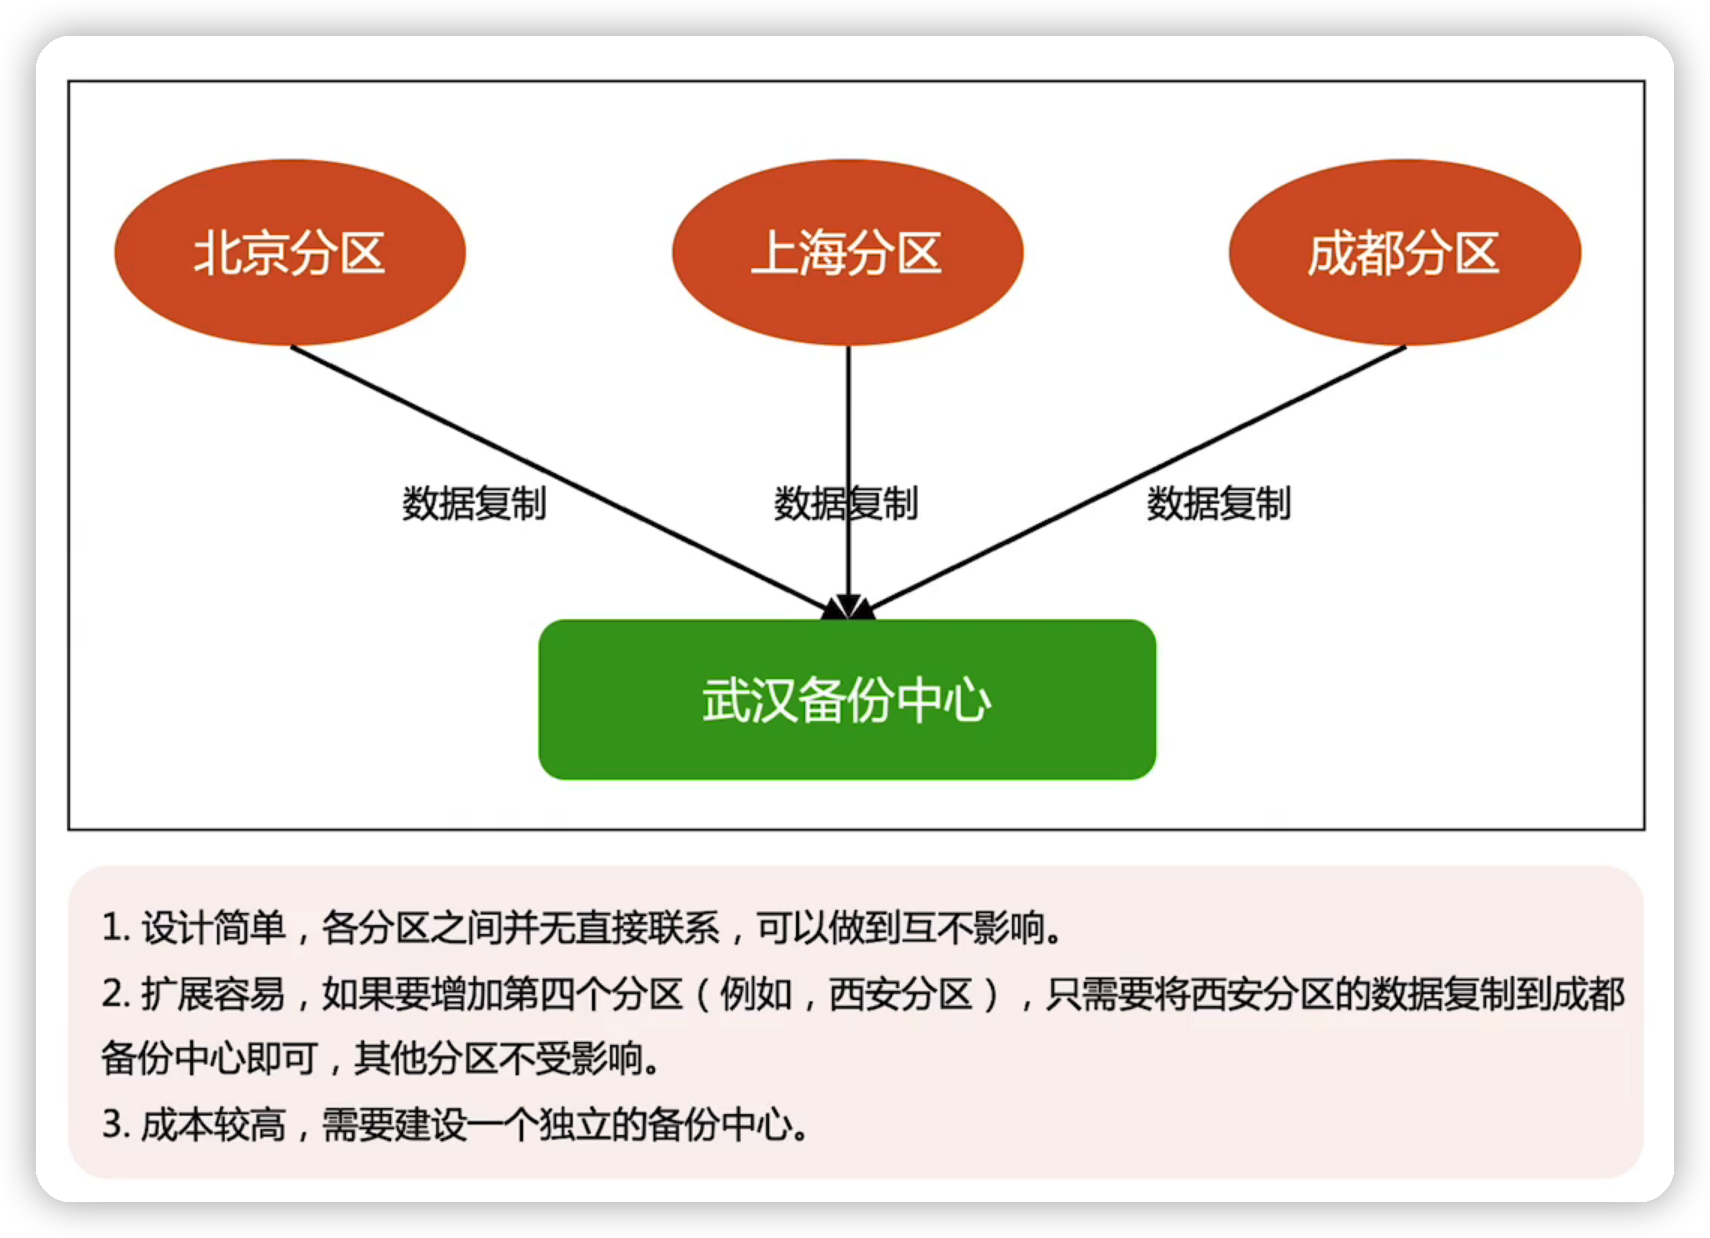 北京分区
上海分区
成都分区
数据复制
数据复制
数据复制
武汉备份中心
1. 设计简单，各分区之间并无直接联系，可以做到互不影响。
2. 扩展容易，如果要增加第四个分区（例如，西安分区），只需要将西安分区的数据复制到成都
备份中心即可，其他分区不受影响。
3. 成本较高，需要建设一个独立的备份中心。